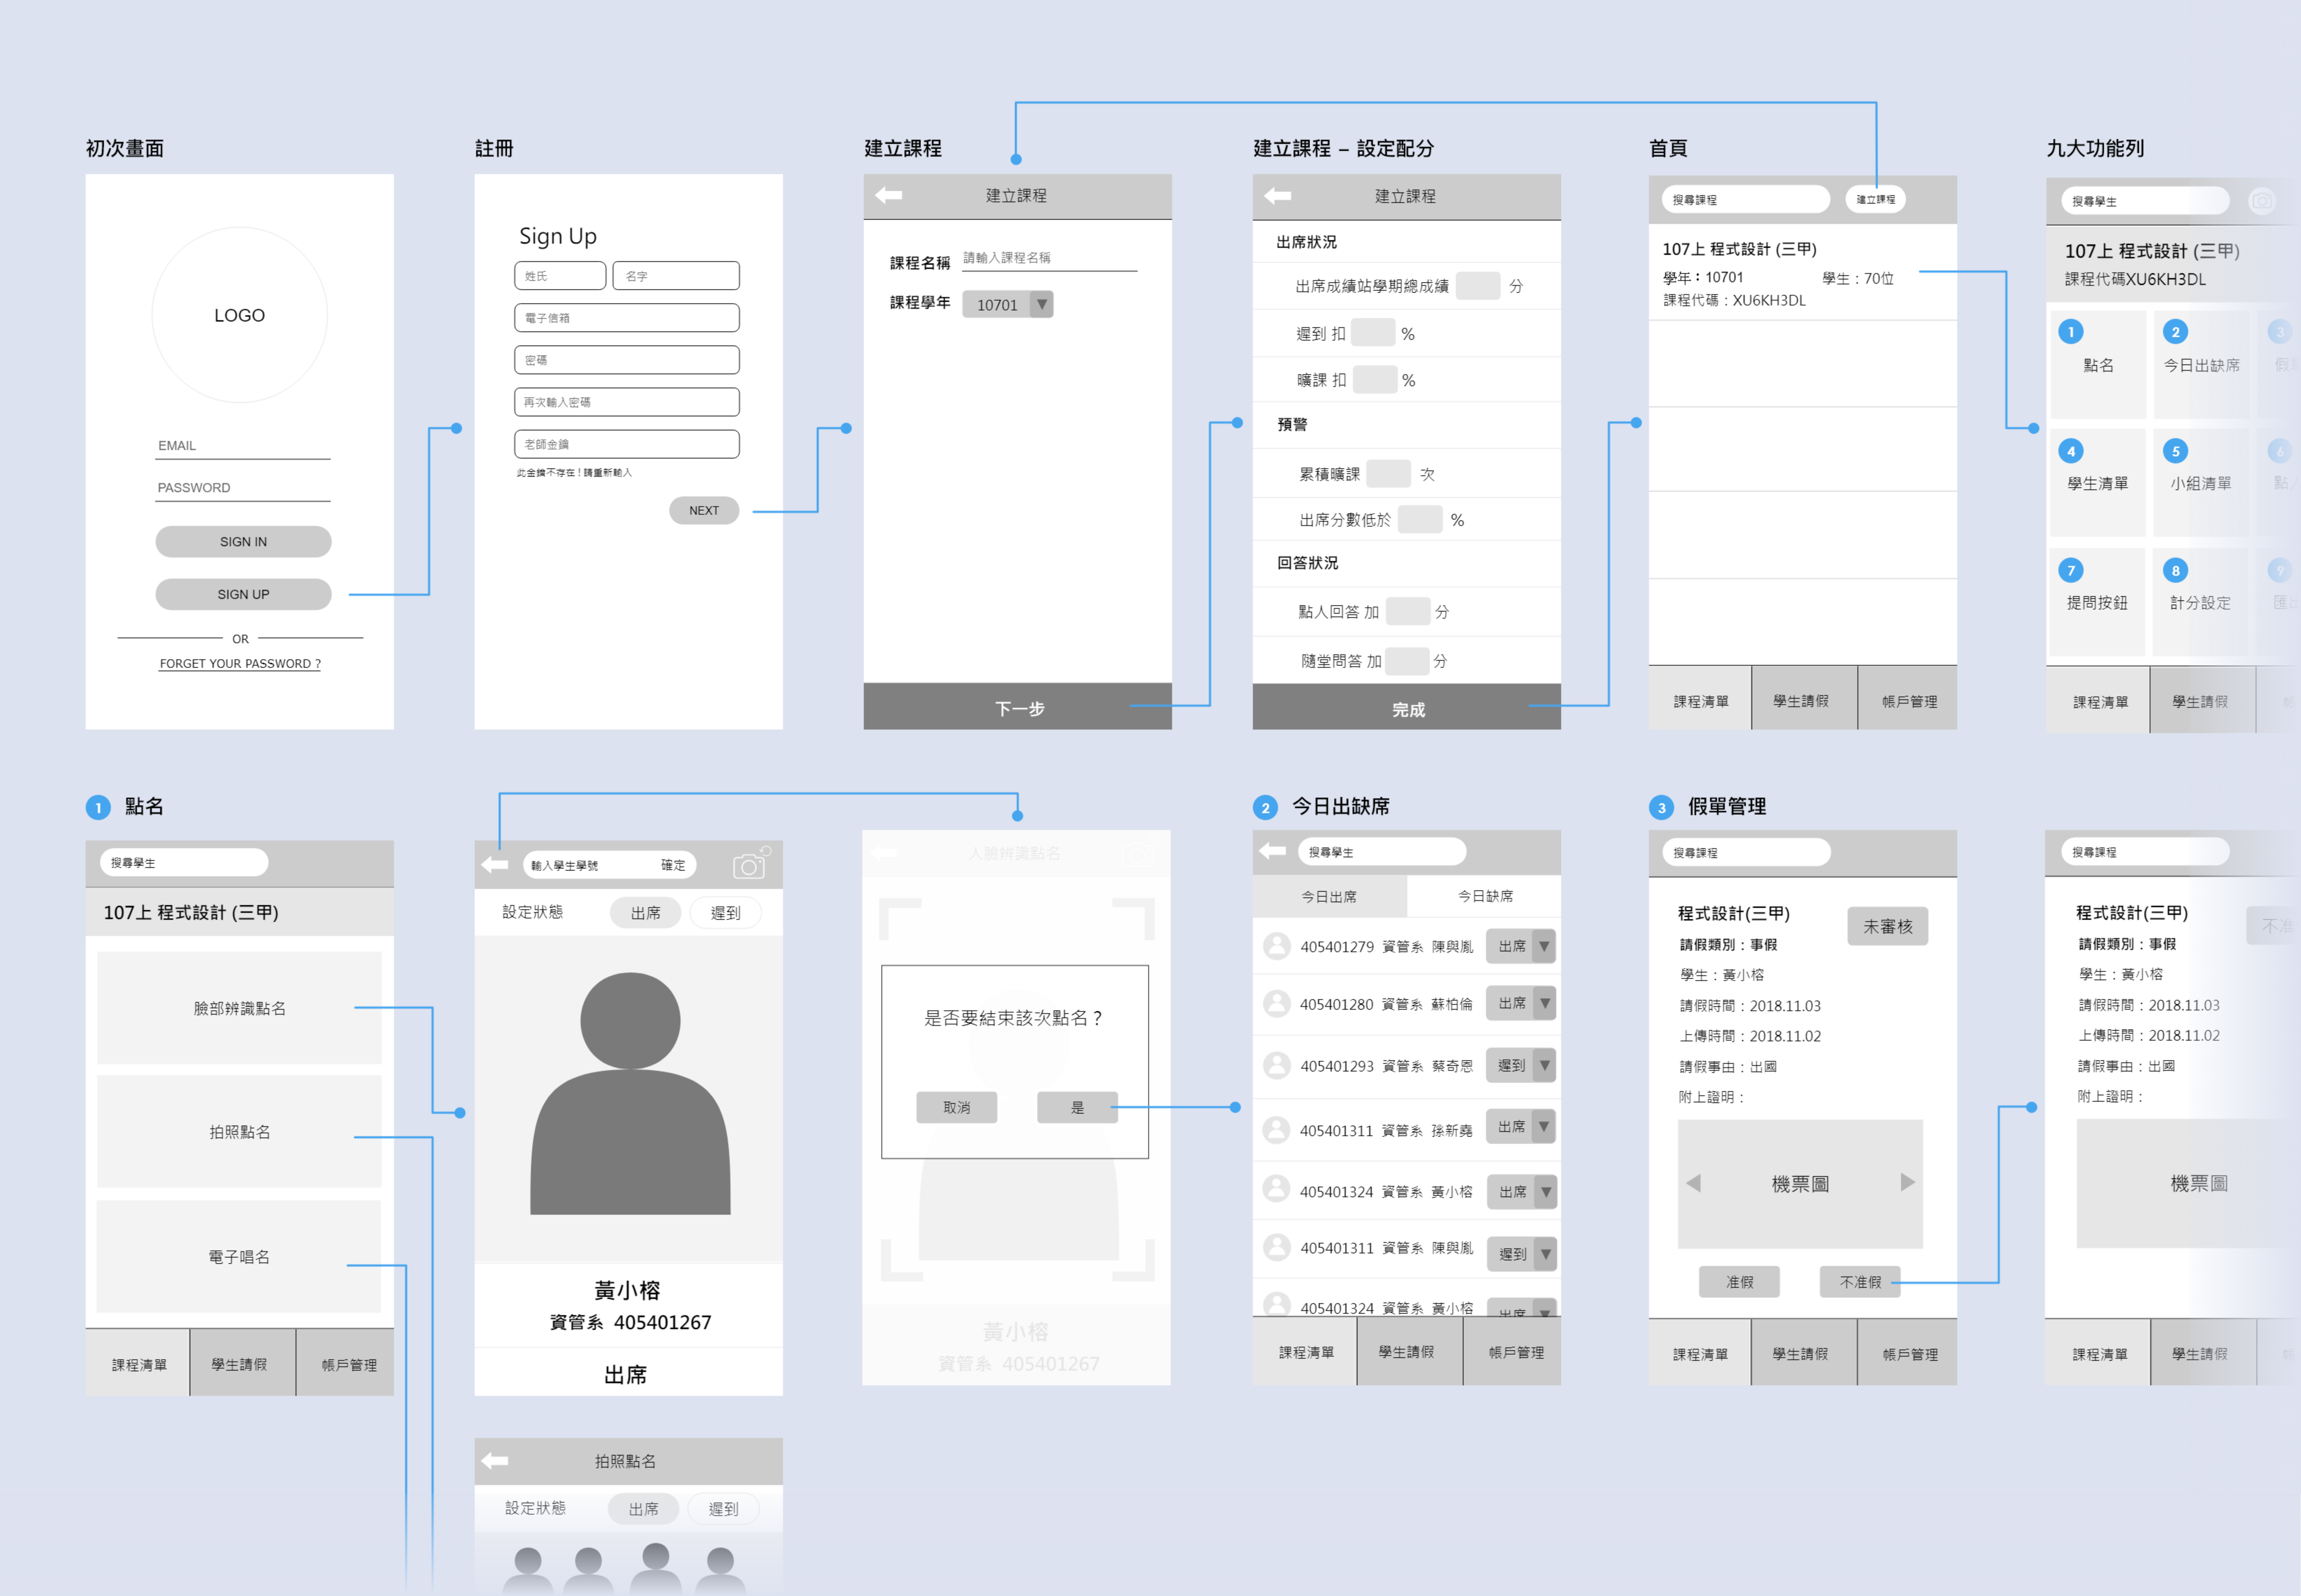 初次畫面
LOGO
EMAIL
PASSWORD
SIGN IN
SIGN UP
OR
FORGET YOUR PASSWORD ?
註冊
Sign Up
姓氏 名字
電子信箱
密碼
再次輸入密碼
老師金鑰
此金鑰不存在！請重新輸入
NEXT
建立課程
建立課程
課程名稱 請輸入課程名稱
課程學年 10701
下一步
建立課程 – 設定配分
建立課程
出席狀況
出席成績站學期總成績 分
遲到 扣 %
曠課 扣 %
預警
累積曠課 次
出席分數低於 %
回答狀況
點人回答 加 分
隨堂問答 加 分
完成
首頁
搜尋課程 建立課程
107上 程式設計 (三甲)
學年：10701 學生：70位
課程代碼：XU6KH3DL
課程清單 學生請假 帳戶管理
九大功能列
搜尋學生
107上 程式設計 (三甲)
課程代碼XU6KH3DL
1 2 3
點名 今日出缺席
4 5 6
學生清單 小組清單
7 8 9
提問按鈕 計分設定
課程清單 學生請假
1 點名
搜尋學生
107上 程式設計 (三甲)
臉部辨識點名
拍照點名
電子唱名
課程清單 學生請假 帳戶管理
輸入學生學號 確定
設定狀態 出席 遲到
黃小榕
資管系 405401267
出席
人臉辨識點名
是否要結束該次點名？
取消 是
黃小榕
資管系 405401267
2 今日出缺席
搜尋學生
今日出席 今日缺席
405401279 資管系 陳與胤 出席
405401280 資管系 蘇柏倫 出席
405401293 資管系 蔡奇恩 遲到
405401311 資管系 孫新堯 出席
405401324 資管系 黃小榕 出席
405401311 資管系 陳與胤 遲到
405401324 資管系 黃小榕 出席
課程清單 學生請假 帳戶管理
3 假單管理
搜尋課程
程式設計(三甲) 未審核
請假類別：事假
學生：黃小榕
請假時間：2018.11.03
上傳時間：2018.11.02
請假事由：出國
附上證明：
機票圖
准假 不准假
課程清單 學生請假 帳戶管理
搜尋課程
程式設計(三甲) 不准
請假類別：事假
學生：黃小榕
請假時間：2018.11.03
上傳時間：2018.11.02
請假事由：出國
附上證明：
機票圖
課程清單 學生請假
拍照點名
設定狀態 出席 遲到